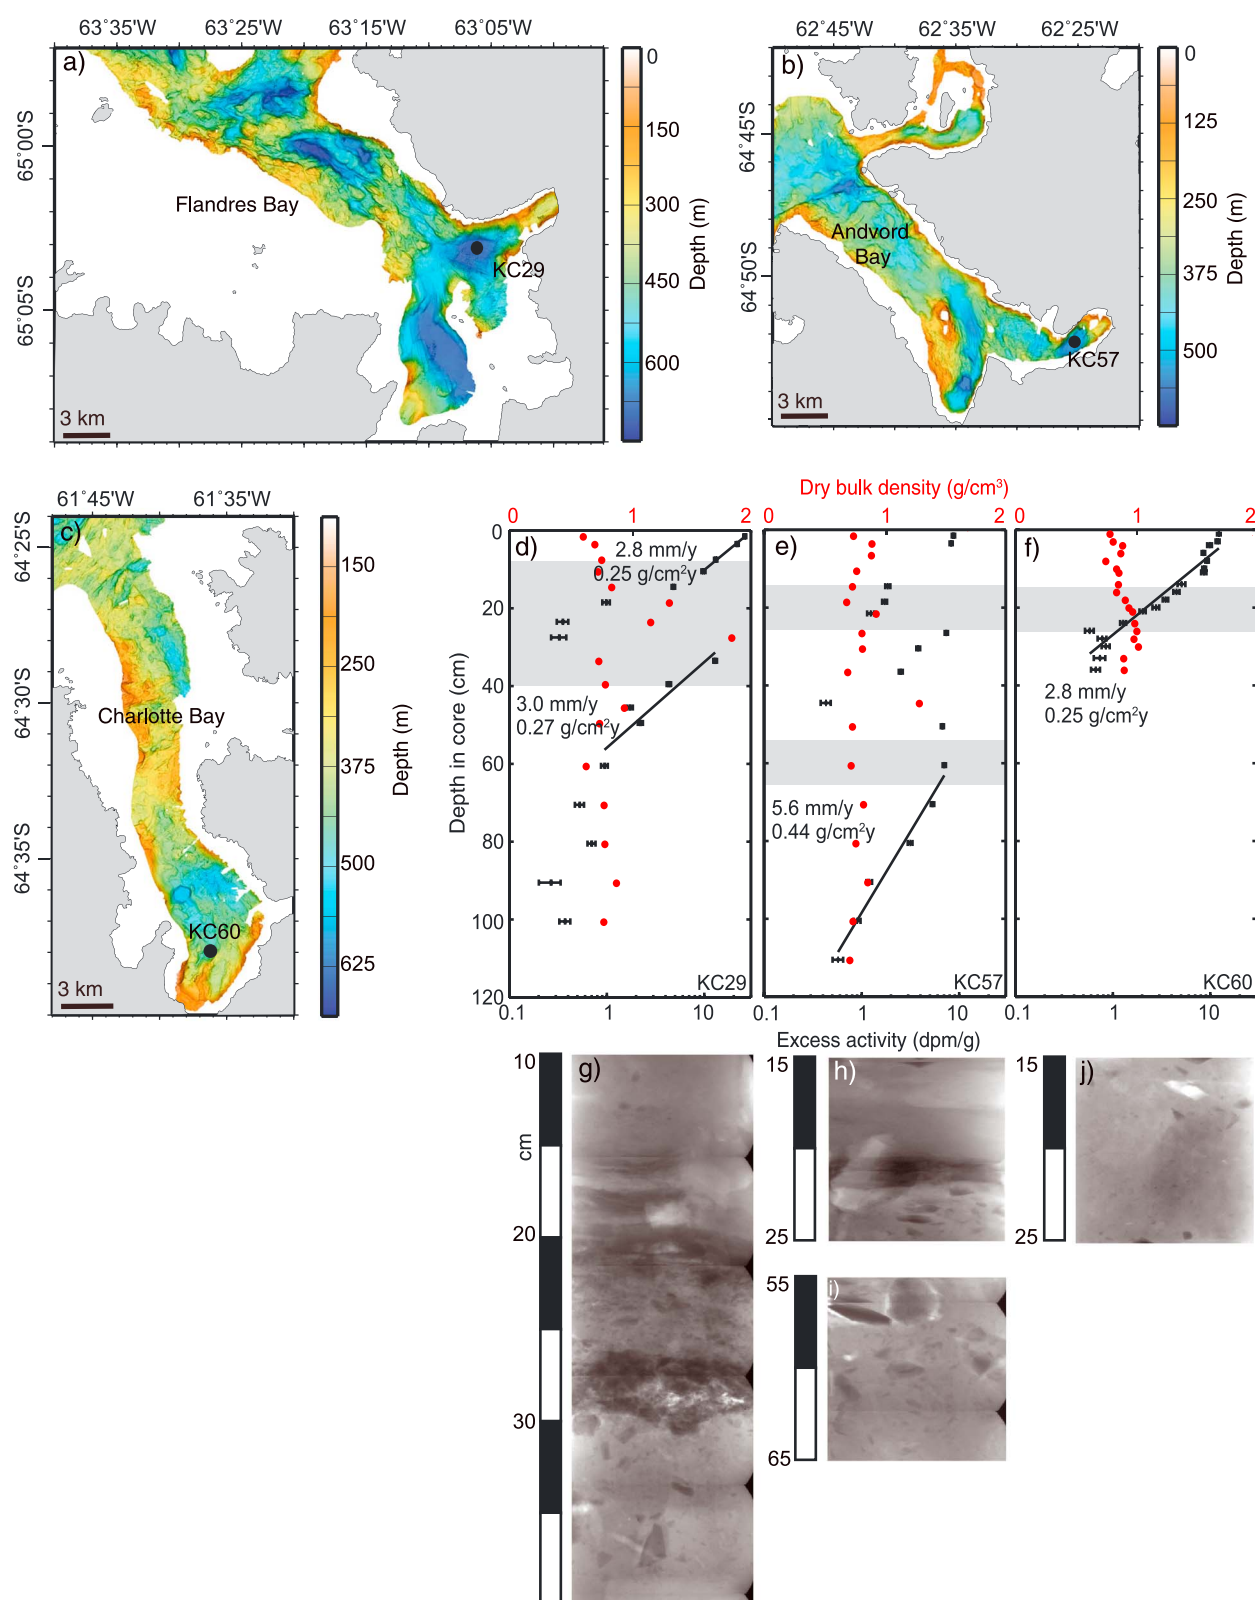 63˚35'W 63˚25'W 63˚15'W 63˚05'W
a)
65˚00'S
65˚05'S
Flandres Bay
KC29
3 km
0
150
300
450
600
Depth (m)
62˚45'W 62˚35'W 62˚25'W
b)
64˚45'S
64˚50'S
Andvord
Bay
KC57
3 km
0
125
250
375
500
Depth (m)
61˚45'W 61˚35'W
c)
64˚25'S
64˚30'S
64˚35'S
Charlotte Bay
KC60
3 km
150
250
375
500
625
Depth (m)
Dry bulk density (g/cm³)
0 1 2 0 1 2 0 1 2
d)
2.8 mm/y
0.25 g/cm²y
3.0 mm/y
0.27 g/cm²y
KC29
e)
5.6 mm/y
0.44 g/cm²y
KC57
f)
2.8 mm/y
0.25 g/cm²y
KC60
0
20
40
60
80
100
120
Depth in core (cm)
0.1 1 10 0.1 1 10 0.1 1 10
Excess activity (dpm/g)
g)
10
cm
20
30
h)
15
25
j)
15
25
i)
55
65